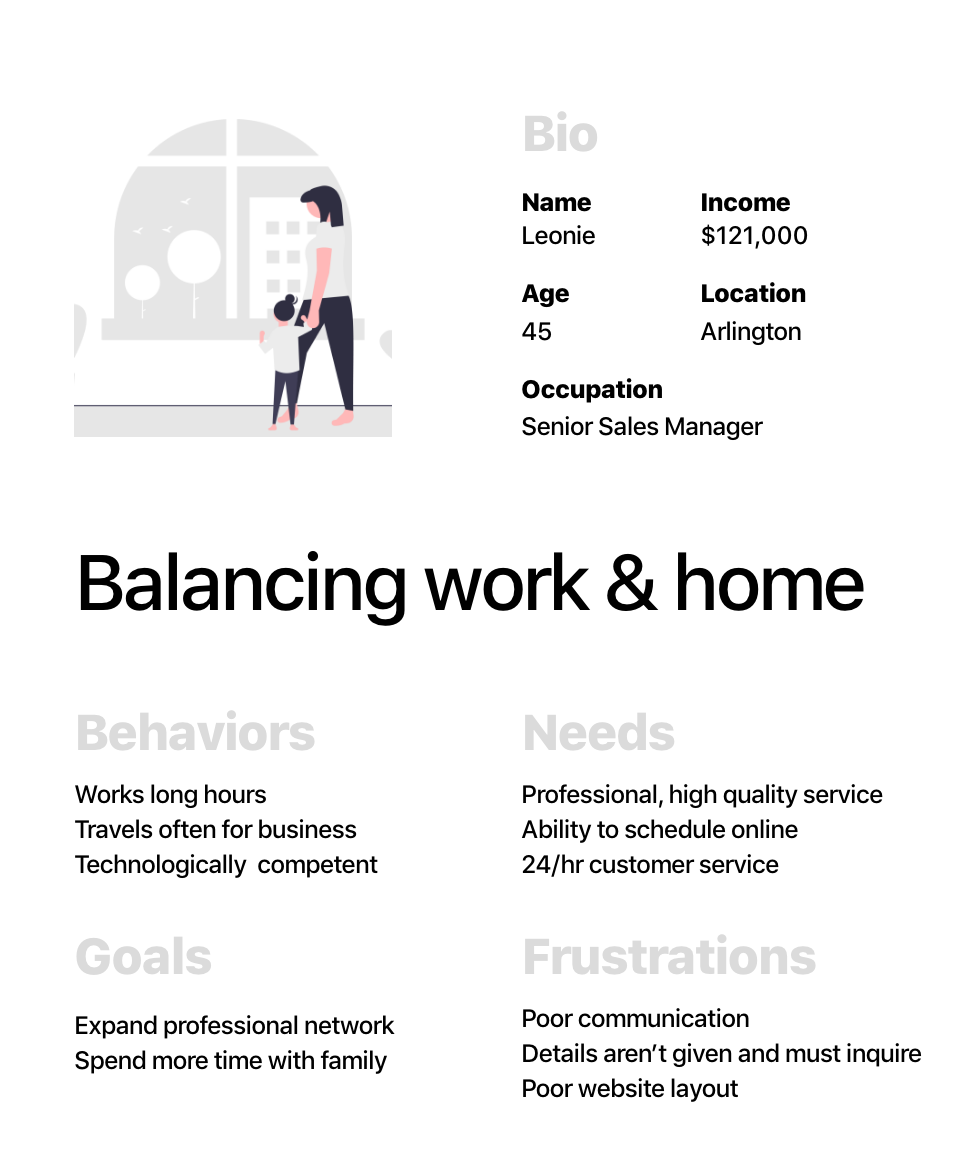 Bio
Name
Leonie
Income
$121,000
Age
45
Location
Arlington
Occupation
Senior Sales Manager
Balancing work & home
Behaviors
Works long hours
Travels often for business
Technologically  competent
Needs
Professional, high quality service
Ability to schedule online
24/hr customer service
Goals
Expand professional network
Spend more time with family
Frustrations
Poor communication
Details aren’t given and must inquire
Poor website layout